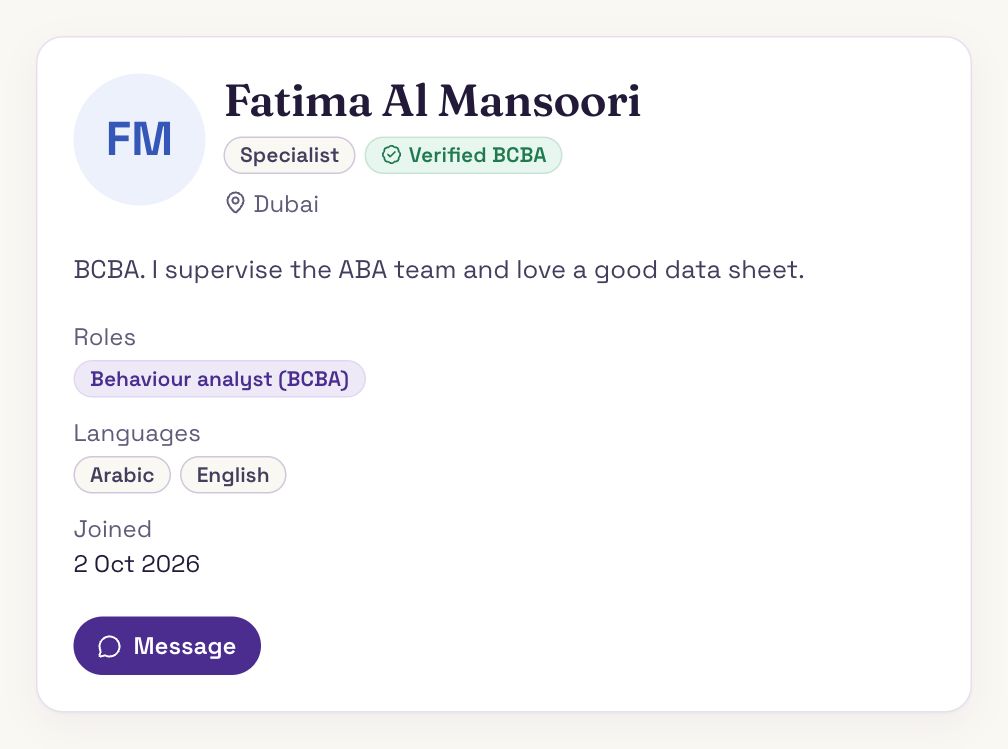 FM
Fatima Al Mansoori
Specialist
Verified BCBA
Dubai
BCBA. I supervise the ABA team and love a good data sheet.
Roles
Behaviour analyst (BCBA)
Languages
Arabic
English
Joined
2 Oct 2026
Message